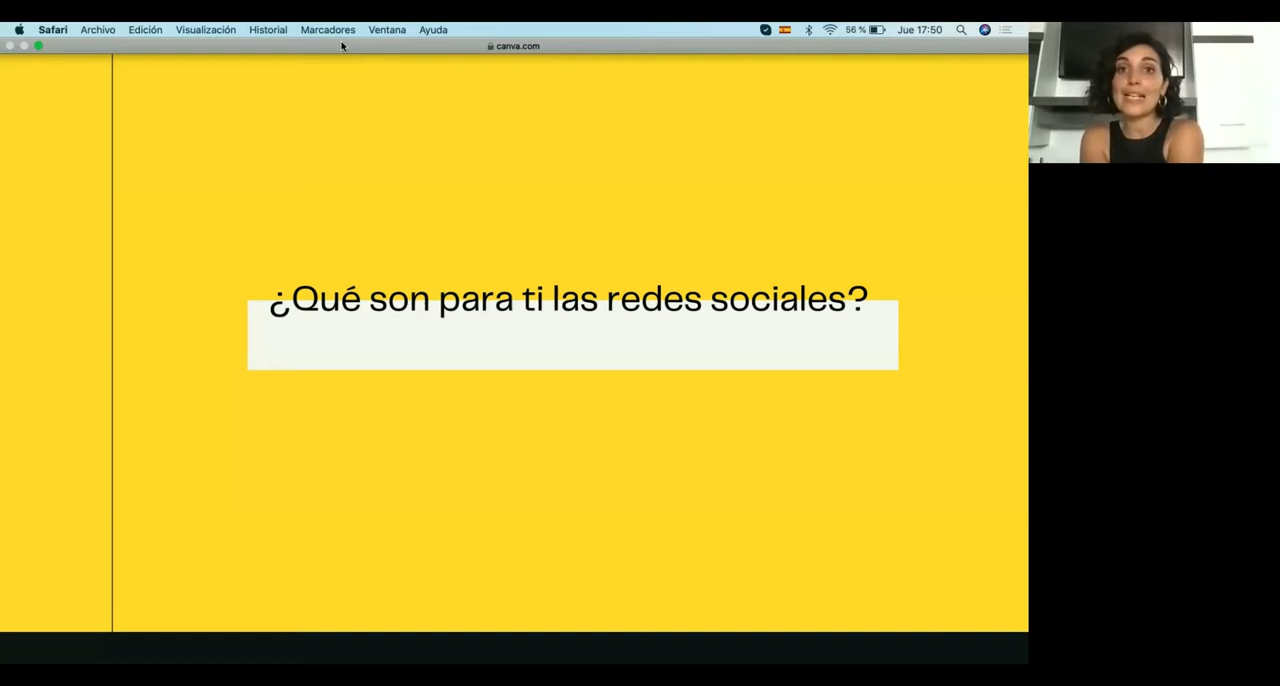 Safari Archivo Edición Visualización Historial Marcadores Ventana Ayuda 56 % Jue 17:50
canva.com
¿Qué son para ti las redes sociales?